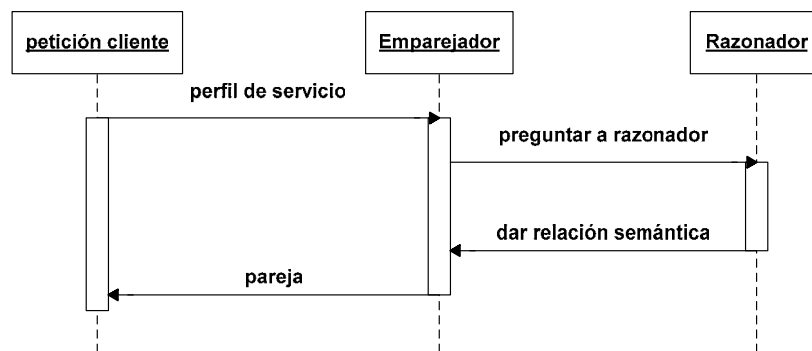 petición cliente
Emparejador
Razonador
perfil de servicio
preguntar a razonador
dar relación semántica
pareja